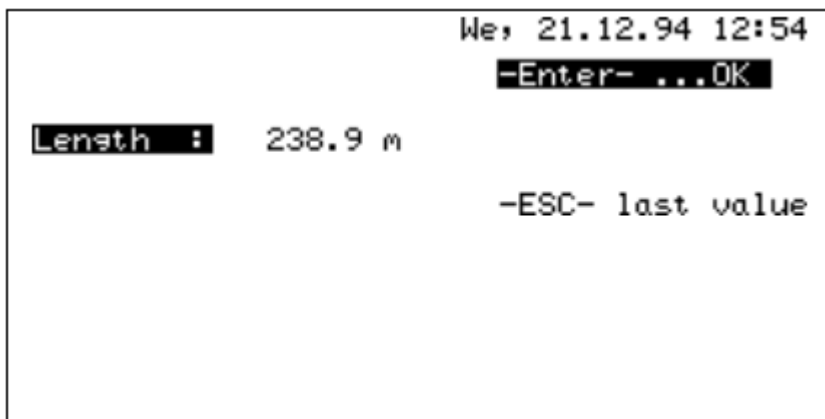 We, 21.12.94 12:54
-Enter- ...OK
Length : 238.9 m
-ESC- last value